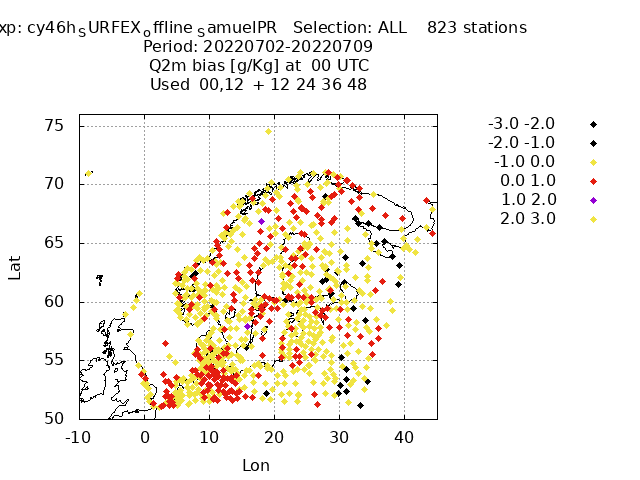 xp: cy46hSURFEXoffline samuelPR Selection: ALL 823 stations
Period: 20220702-20220709
Q2m bias [g/Kg] at 00 UTC
Used 00,12 + 12 24 36 48
75
70
65
60
55
50
-10 0 10 20 30 40
Lat
Lon
-3.0 -2.0
-2.0 -1.0
-1.0 0.0
0.0 1.0
1.0 2.0
2.0 3.0